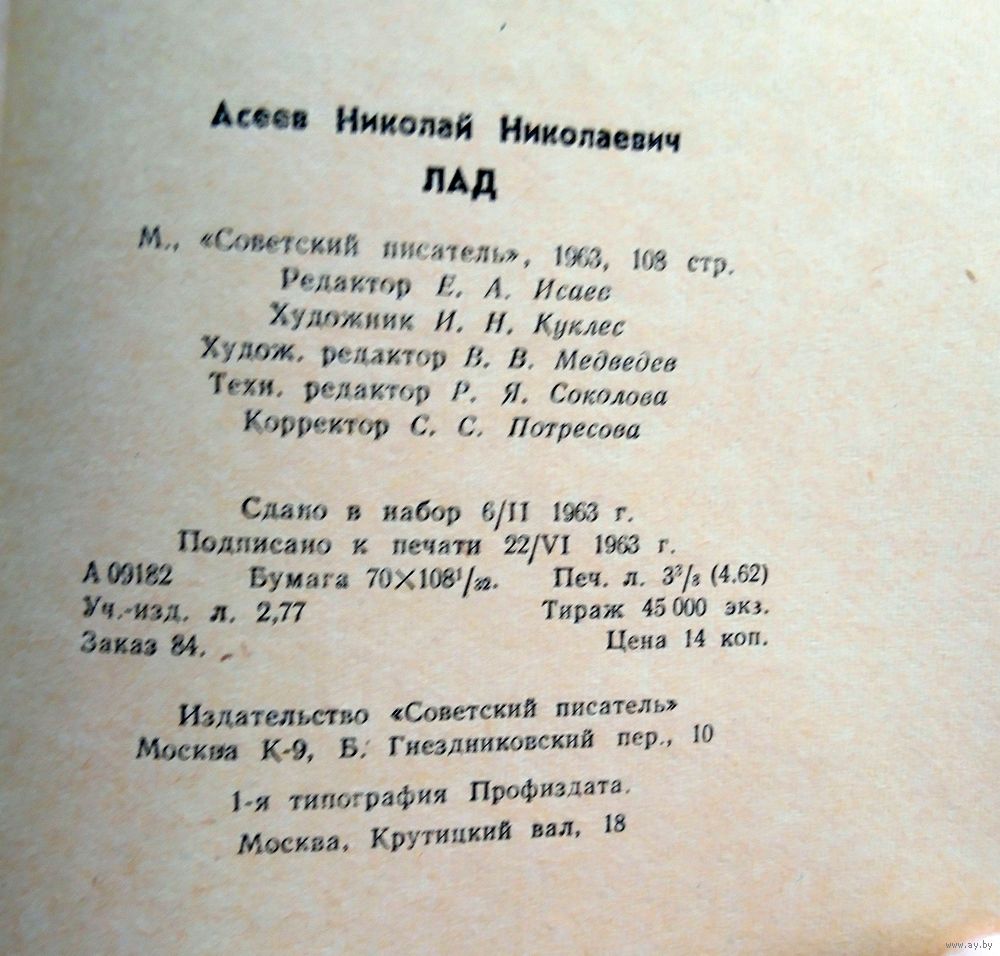 Асеев Николай Николаевич
ЛАД
М., «Советский писатель», 1963, 108 стр.
Редактор Е. А. Исаев
Художник И. Н. Куклес
Худож. редактор В. В. Медведев
Техн. редактор Р. Я. Соколова
Корректор С. С. Потресова
Сдано в набор 6/II 1963 г.
Подписано к печати 22/VI 1963 г.
А 09182 Бумага 70×108¹/₃₂. Печ. л. 3³/₈ (4.62)
Уч.-изд. л. 2,77 Тираж 45 000 экз.
Заказ 84. Цена 14 коп.
Издательство «Советский писатель»
Москва К-9, Б. Гнездниковский пер., 10
1-я типография Профиздата.
Москва, Крутицкий вал, 18
www.ay.by